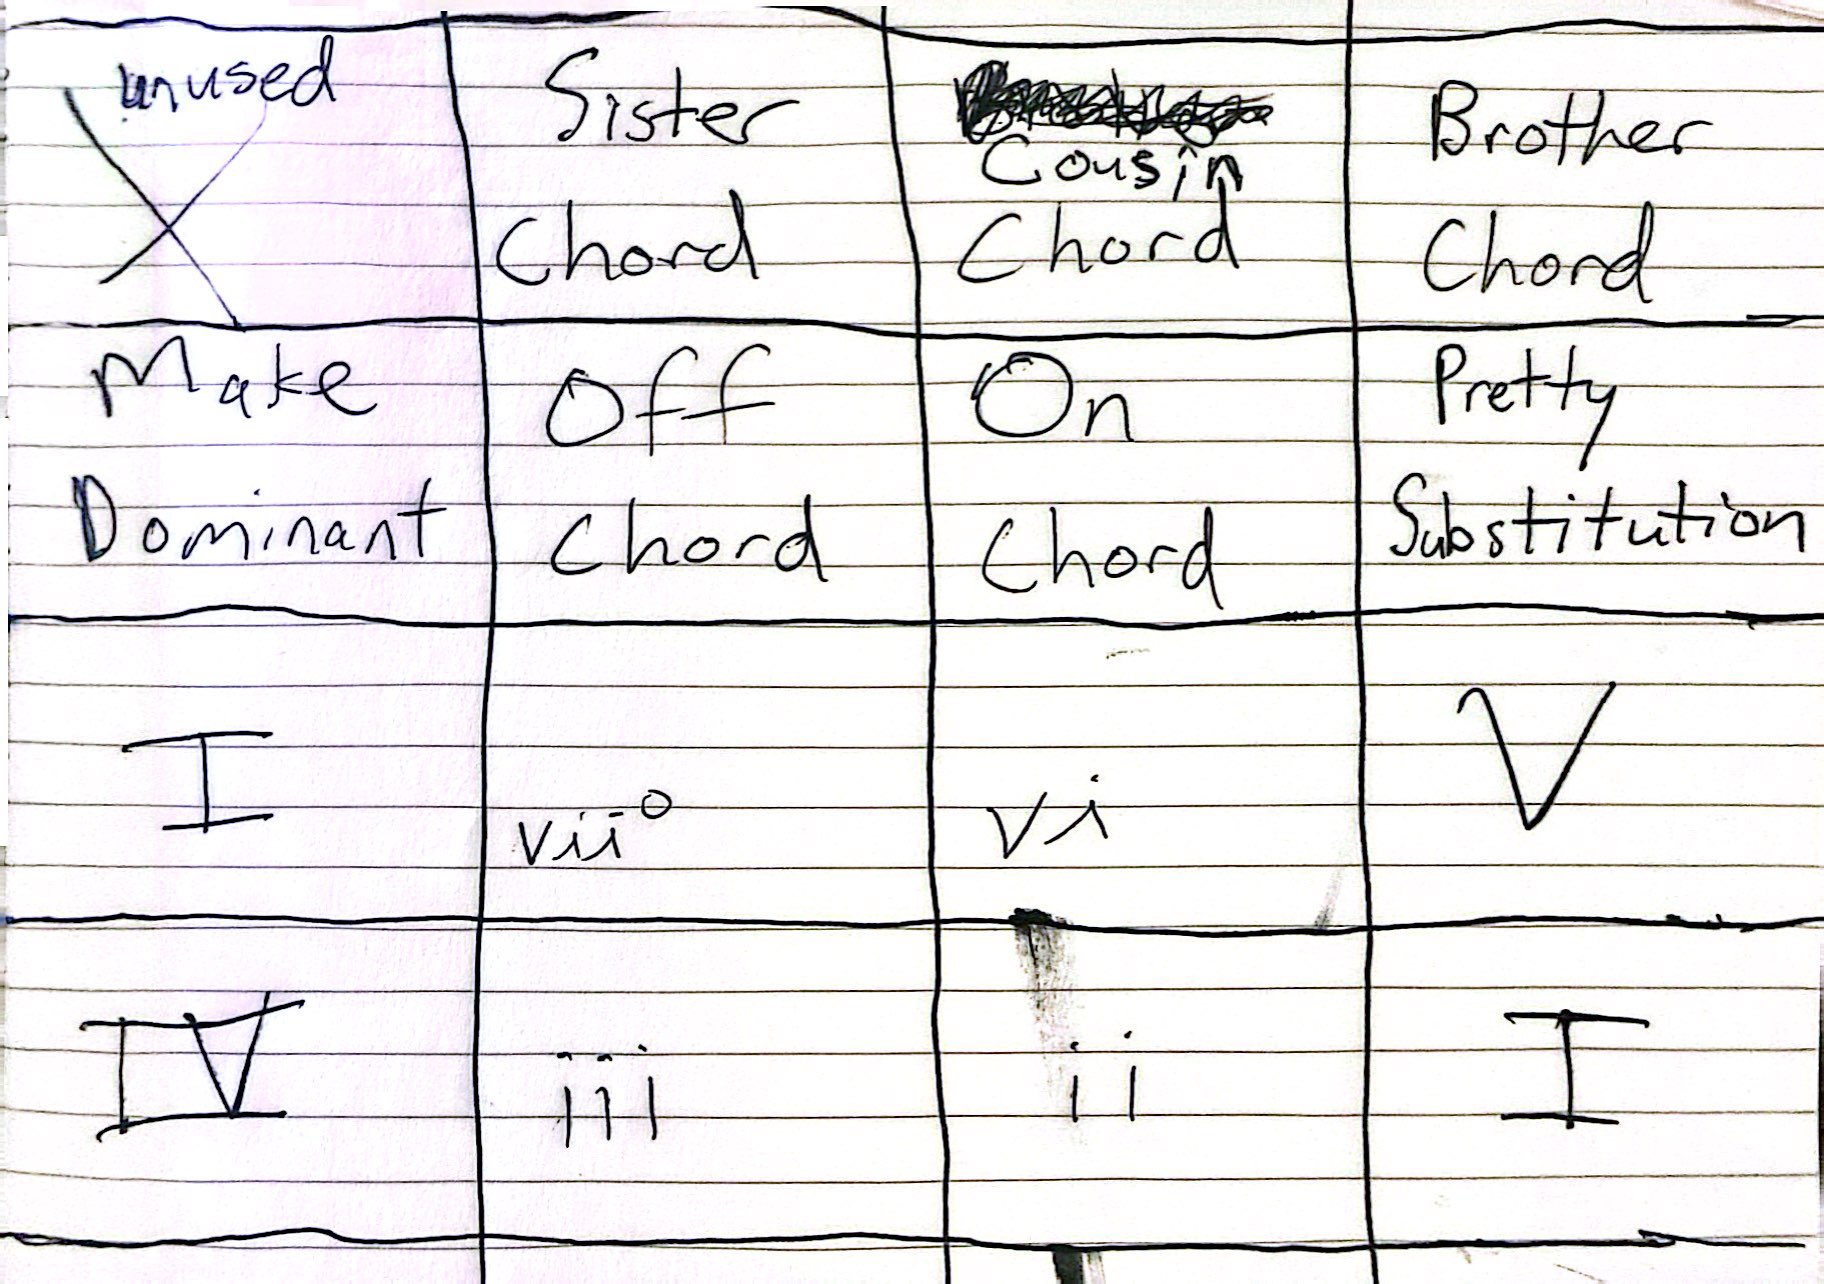 unused
Sister
Chord
Cousin
Chord
Brother
Chord
Make
Dominant
Off
Chord
On
Chord
Pretty
Substitution
I
vii°
vi
V
IV
iii
ii
I